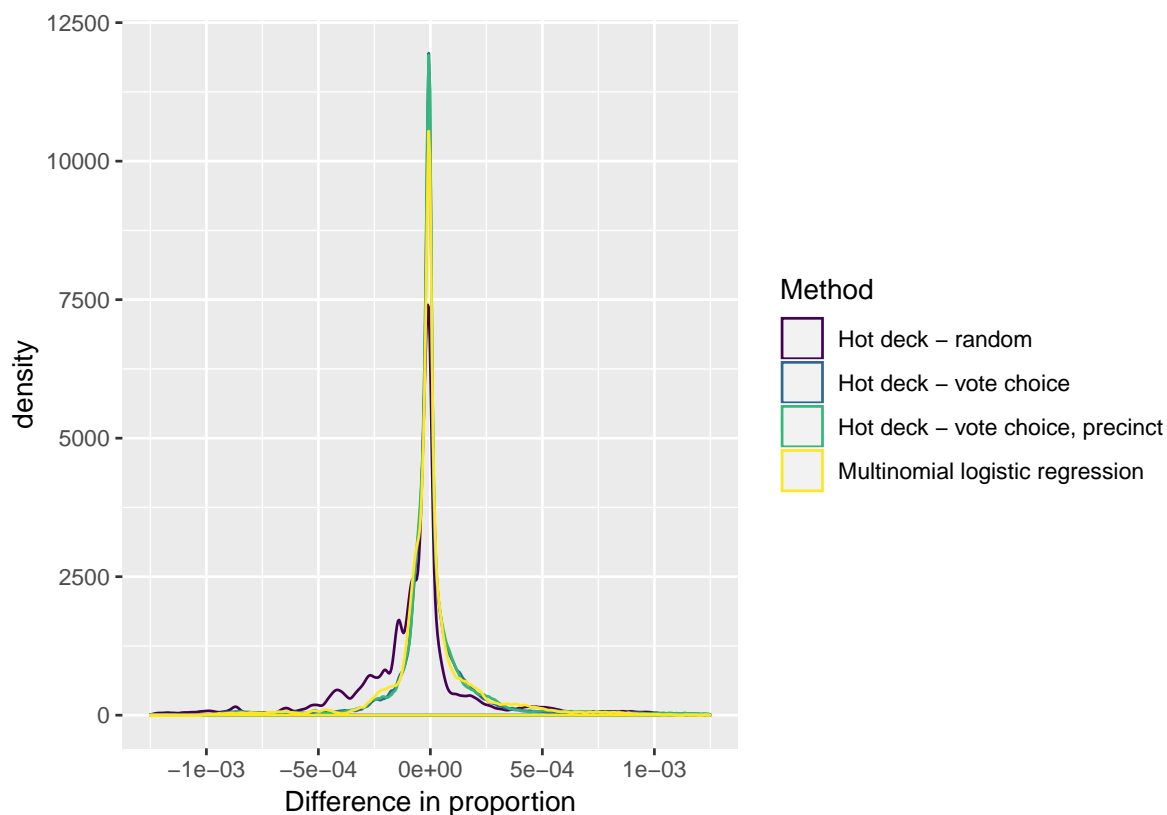 12500
10000
7500
5000
2500
0
density
−1e−03
−5e−04
0e+00
5e−04
1e−03
Difference in proportion
Method
Hot deck − random
Hot deck − vote choice
Hot deck − vote choice, precinct
Multinomial logistic regression